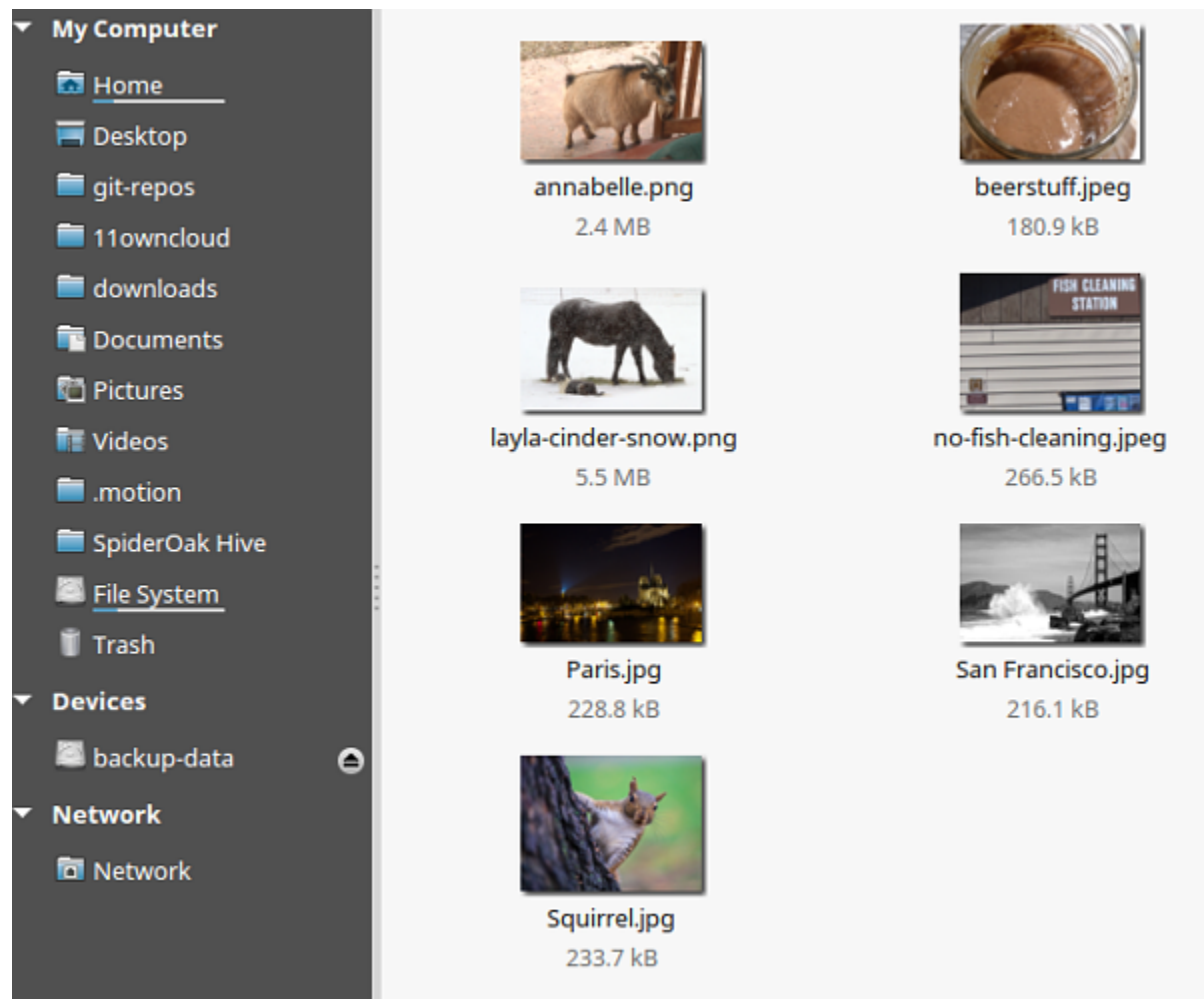 My Computer
Home
Desktop
git-repos
11owncloud
downloads
Documents
Pictures
Videos
.motion
SpiderOak Hive
File System
Trash
Devices
backup-data
Network
Network
annabelle.png
2.4 MB
beerstuff.jpeg
180.9 kB
FISH CLEANING
STATION
layla-cinder-snow.png
5.5 MB
no-fish-cleaning.jpeg
266.5 kB
Paris.jpg
228.8 kB
San Francisco.jpg
216.1 kB
Squirrel.jpg
233.7 kB